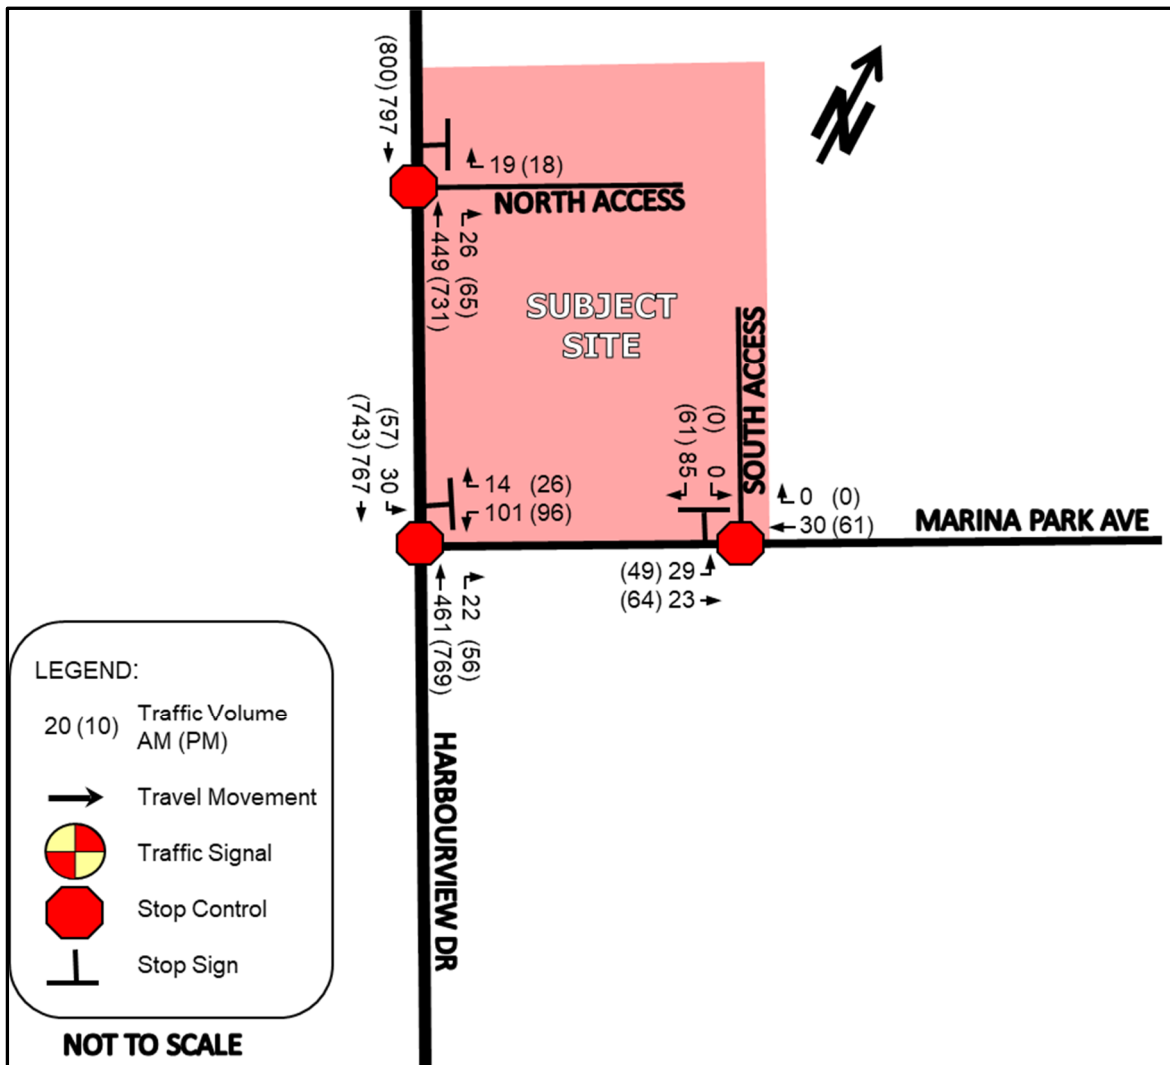 (800) 797
19 (18)
NORTH ACCESS
449 (731)
26 (65)
SUBJECT
SITE
SOUTH ACCESS
(57) 30
(743) 767
14 (26)
101 (96)
(61) 85
(0) 0
0 (0)
30 (61)
MARINA PARK AVE
(49) 29
(64) 23
461 (769)
22 (56)
HARBOURVIEW DR
LEGEND:
20 (10)
Traffic Volume
AM (PM)
Travel Movement
Traffic Signal
Stop Control
Stop Sign
NOT TO SCALE
N